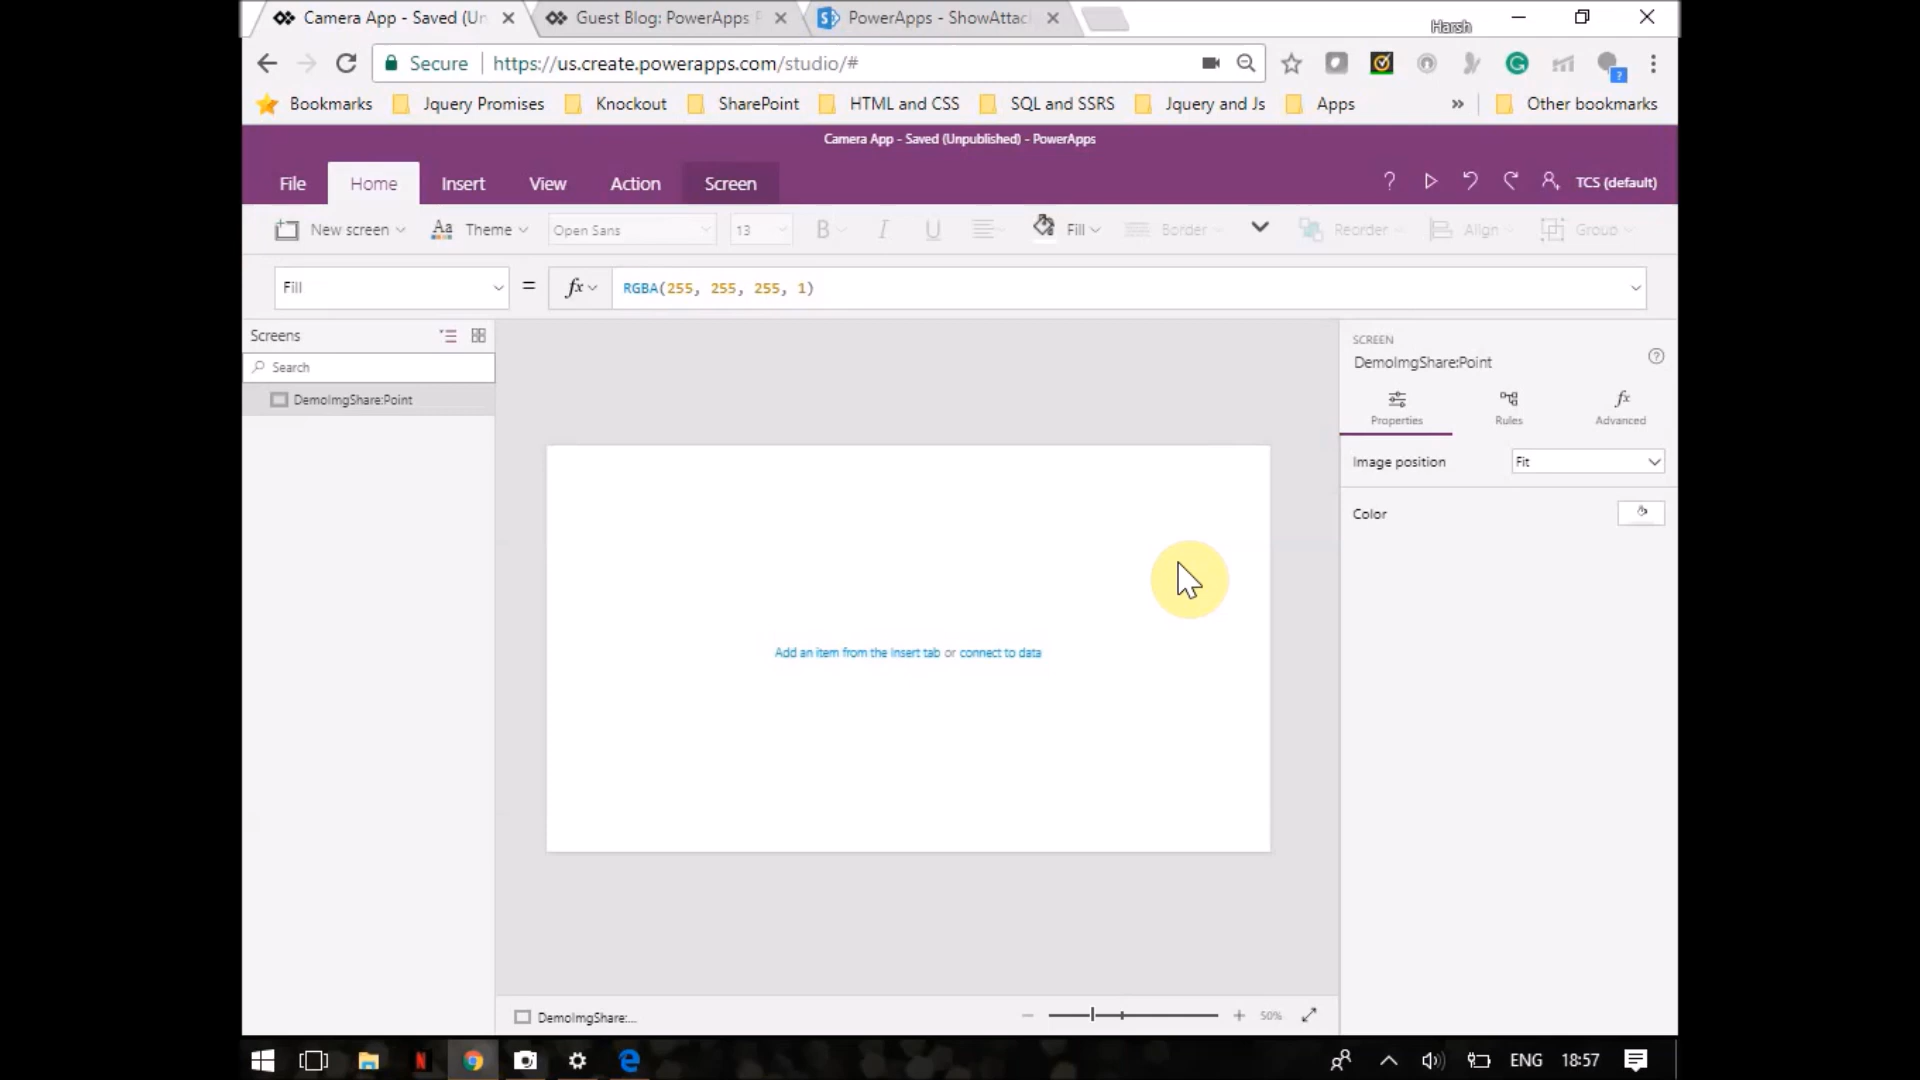 Camera App - Saved (Un
Guest Blog: PowerApps
PowerApps - ShowAttac
Harsh
Secure
https://us.create.powerapps.com/studio/#
Bookmarks
Jquery Promises
Knockout
SharePoint
HTML and CSS
SQL and SSRS
Jquery and Js
Apps
»
Other bookmarks
Camera App - Saved (Unpublished) - PowerApps
File
Home
Insert
View
Action
Screen
?
TCS (default)
New screen
Theme
Open Sans
13
B
I
U
Fill
Border
Reorder
Align
Group
Fill
=
fx
RGBA(255, 255, 255, 1)
Screens
Search
DemoImgShare:Point
SCREEN
DemoImgShare:Point
Properties
Rules
Advanced
Image position
Fit
Color
Add an item from the Insert tab or connect to data
DemoImgShare:...
50%
ENG
18:57